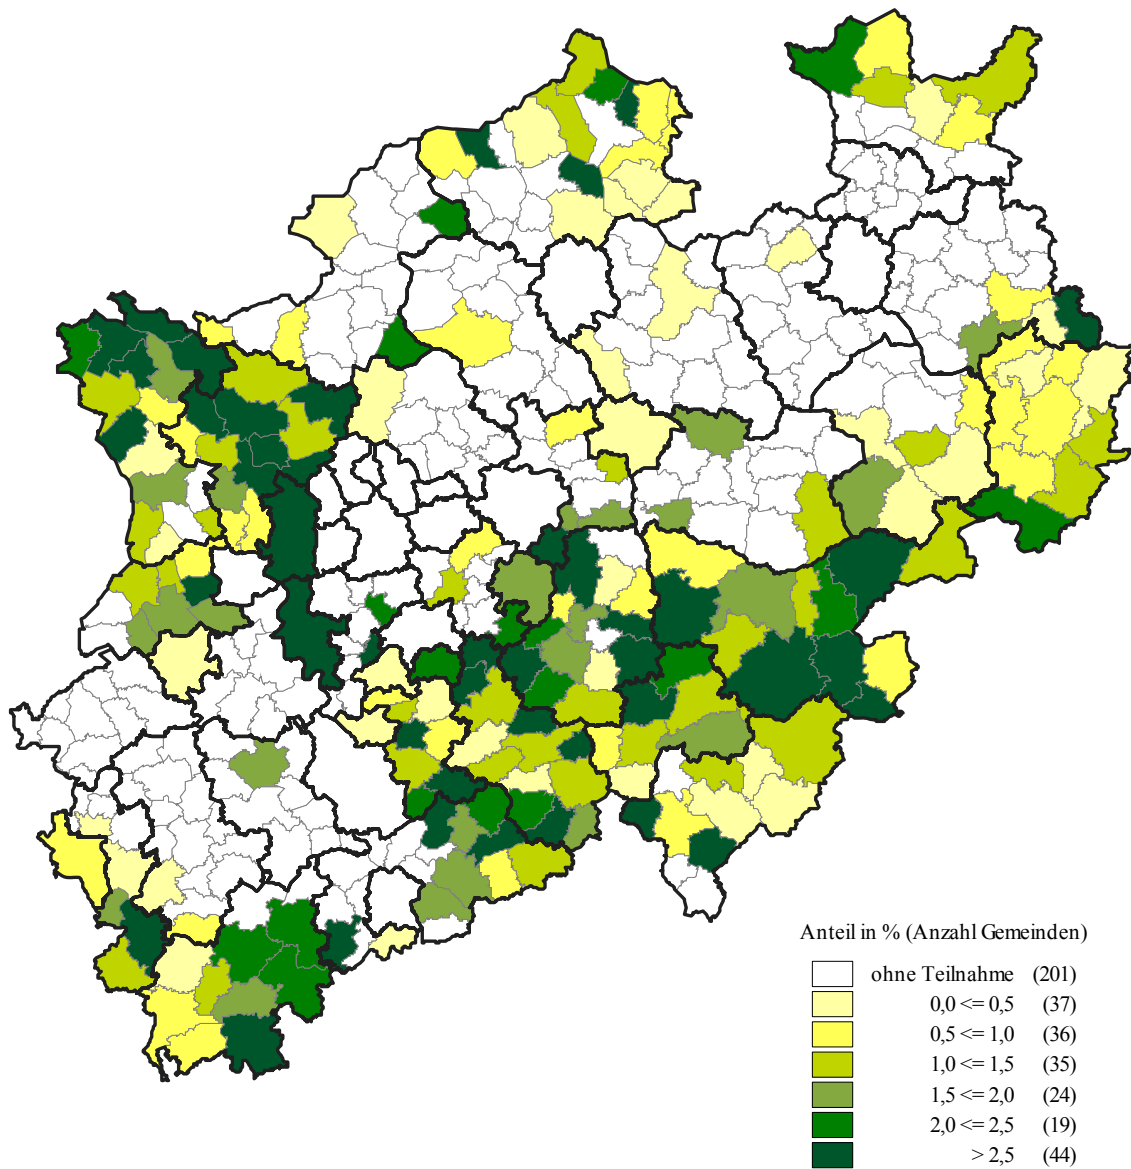 Anteil in % (Anzahl Gemeinden)
ohne Teilnahme (201)
0,0 <= 0,5 (37)
0,5 <= 1,0 (36)
1,0 <= 1,5 (35)
1,5 <= 2,0 (24)
2,0 <= 2,5 (19)
> 2,5 (44)